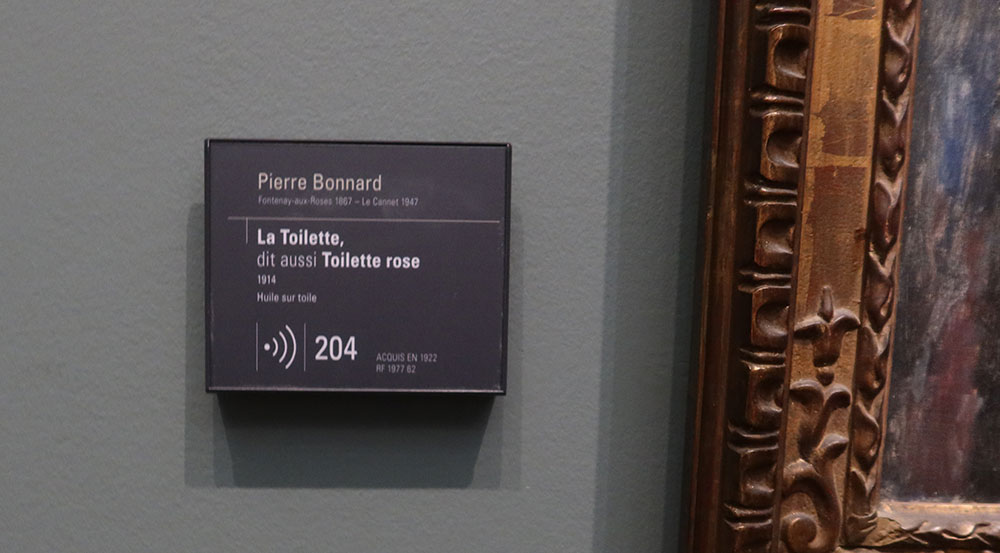 Pierre Bonnard
Fontenay-aux-Roses 1867 – Le Cannet 1947
La Toilette,
dit aussi Toilette rose
1914
Huile sur toile
204
ACQUIS EN 1922
RF 1977 62